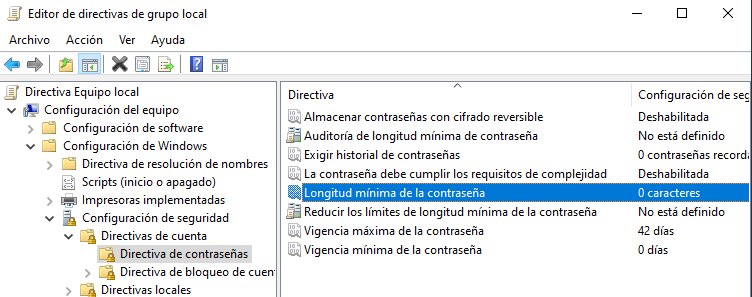 Editor de directivas de grupo local
Archivo Acción Ver Ayuda
Directiva Equipo local
Configuración del equipo
Configuración de software
Configuración de Windows
Directiva de resolución de nombres
Scripts (inicio o apagado)
Impresoras implementadas
Configuración de seguridad
Directivas de cuenta
Directiva de contraseñas
Directiva de bloqueo de cuen
Directivas locales
Directiva Configuración de seg
Almacenar contraseñas con cifrado reversible Deshabilitada
Auditoría de longitud mínima de contraseña No está definido
Exigir historial de contraseñas 0 contraseñas recorda
La contraseña debe cumplir los requisitos de complejidad Deshabilitada
Longitud mínima de la contraseña 0 caracteres
Reducir los límites de longitud mínima de la contraseña No está definido
Vigencia máxima de la contraseña 42 días
Vigencia mínima de la contraseña 0 días